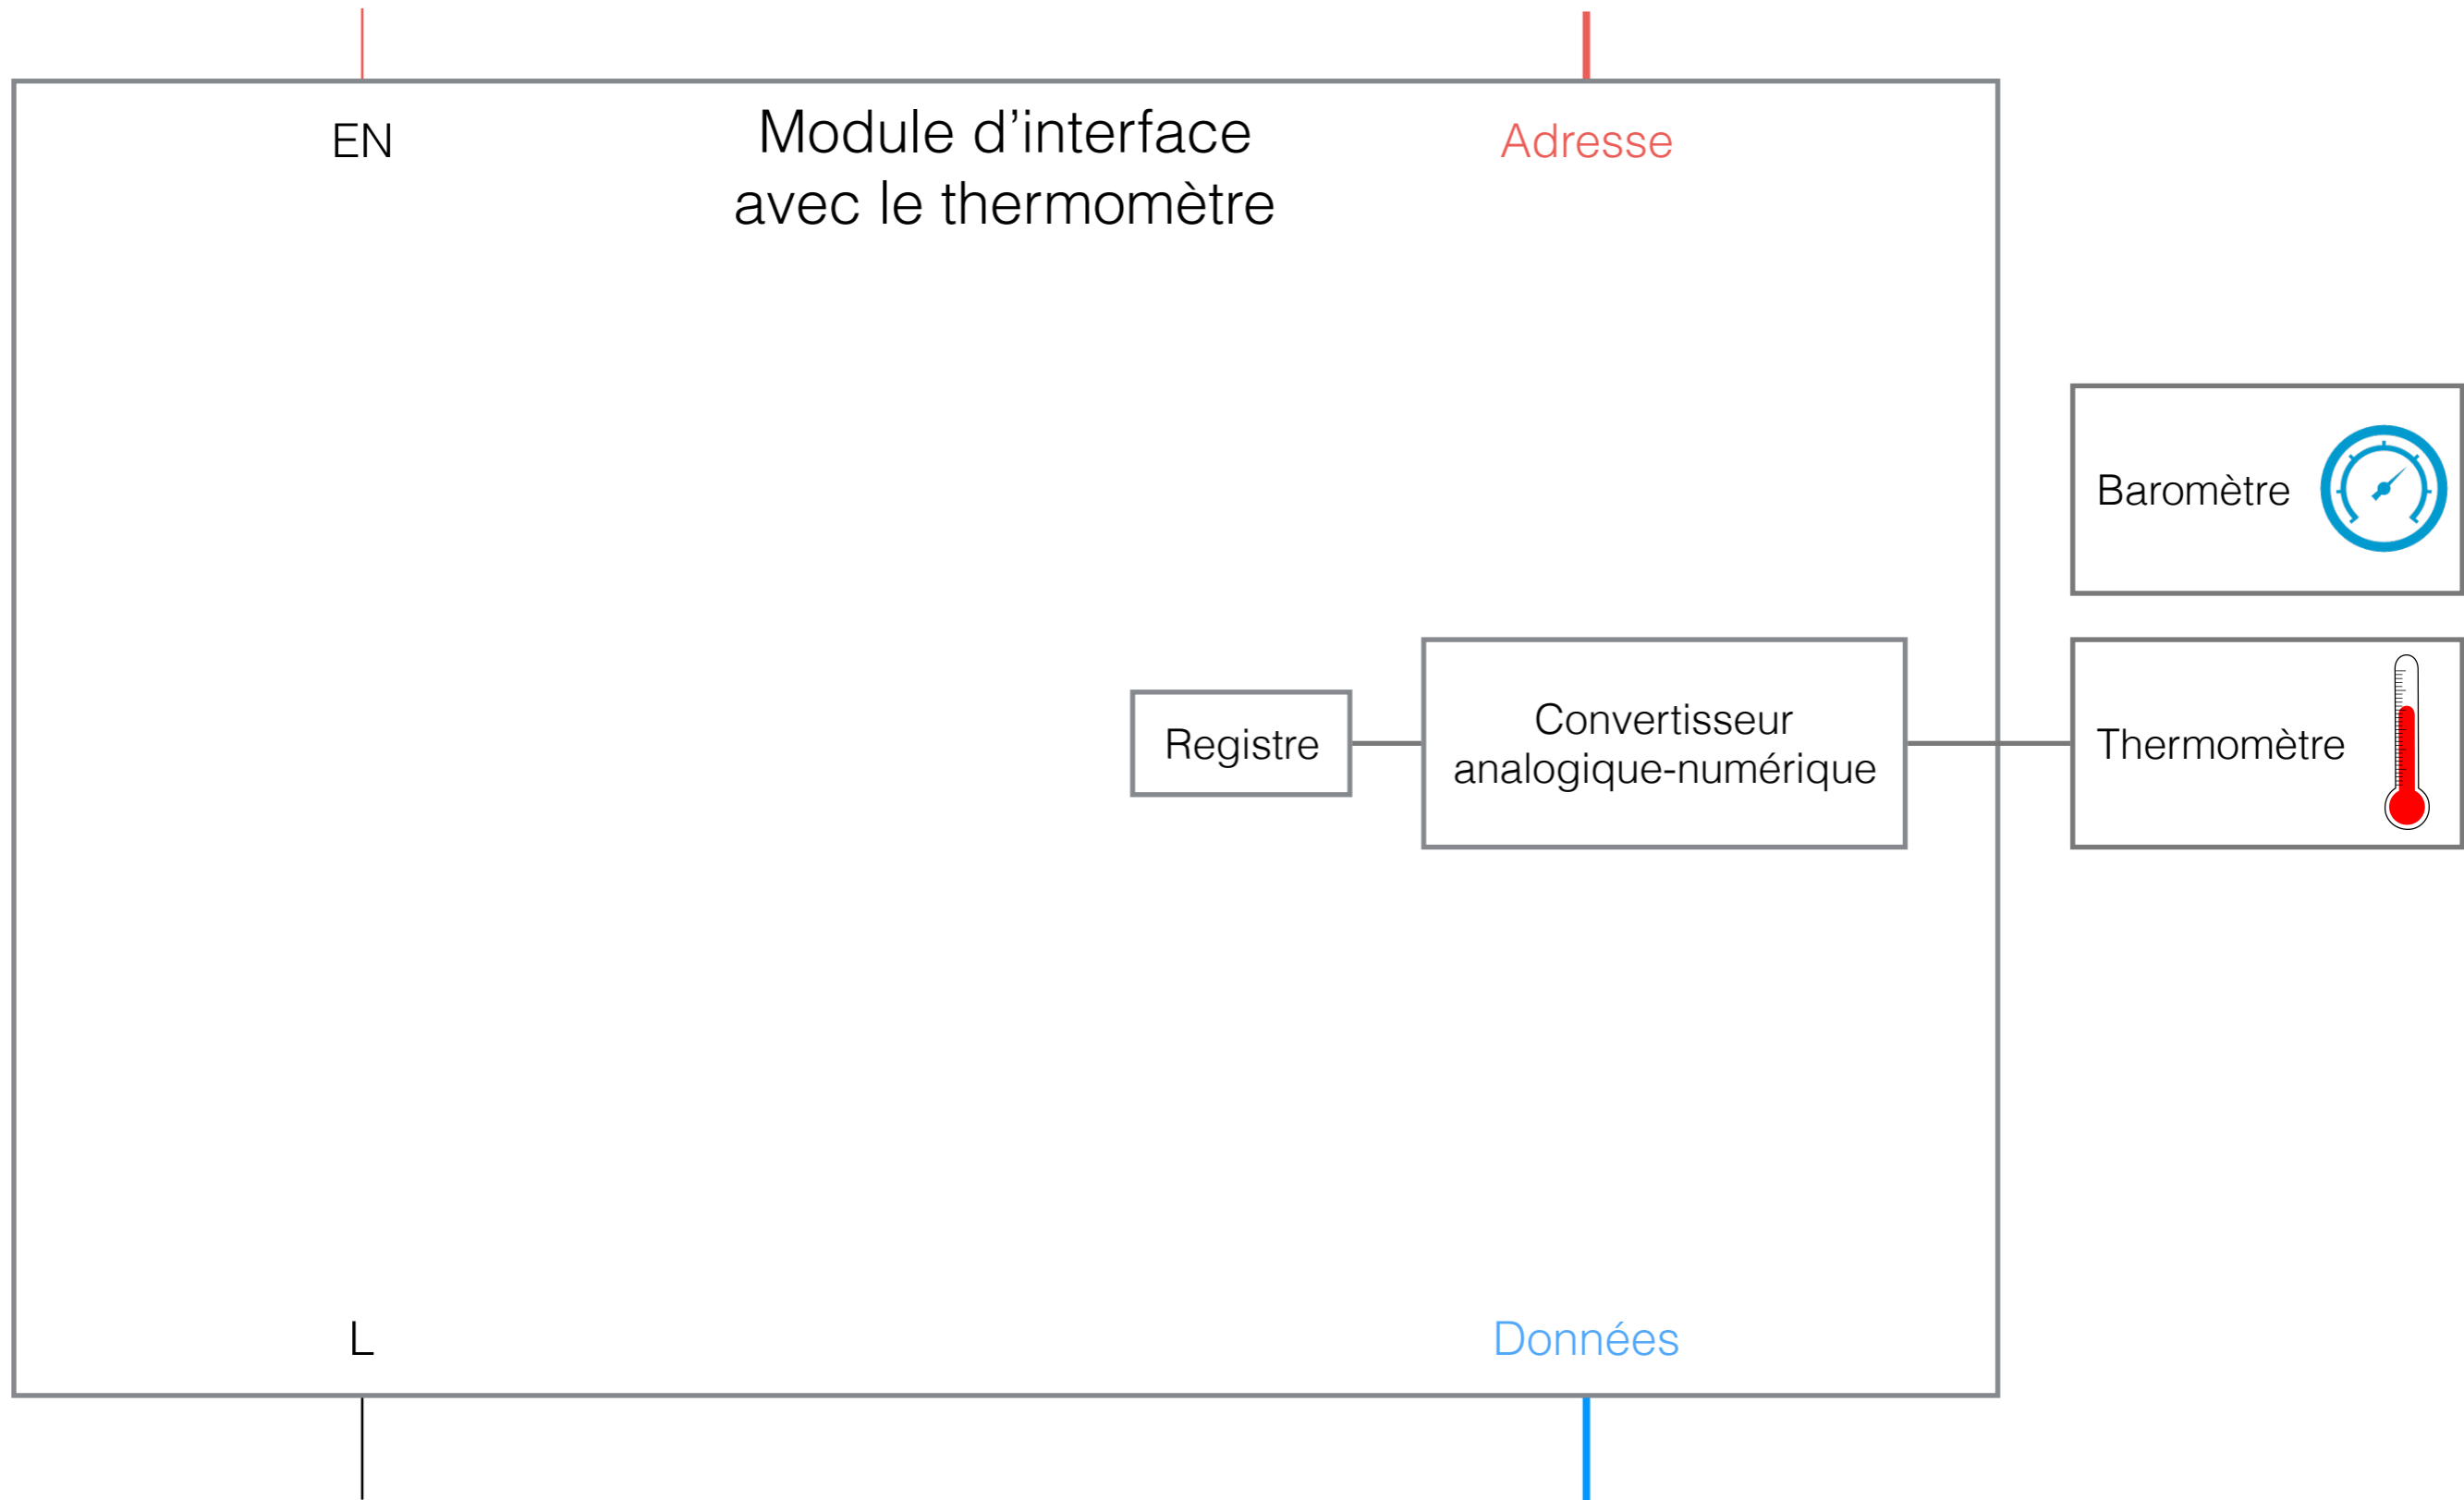 EN
Module d’interface
avec le thermomètre
Adresse
Baromètre
Registre
Convertisseur
analogique-numérique
Thermomètre
L
Données